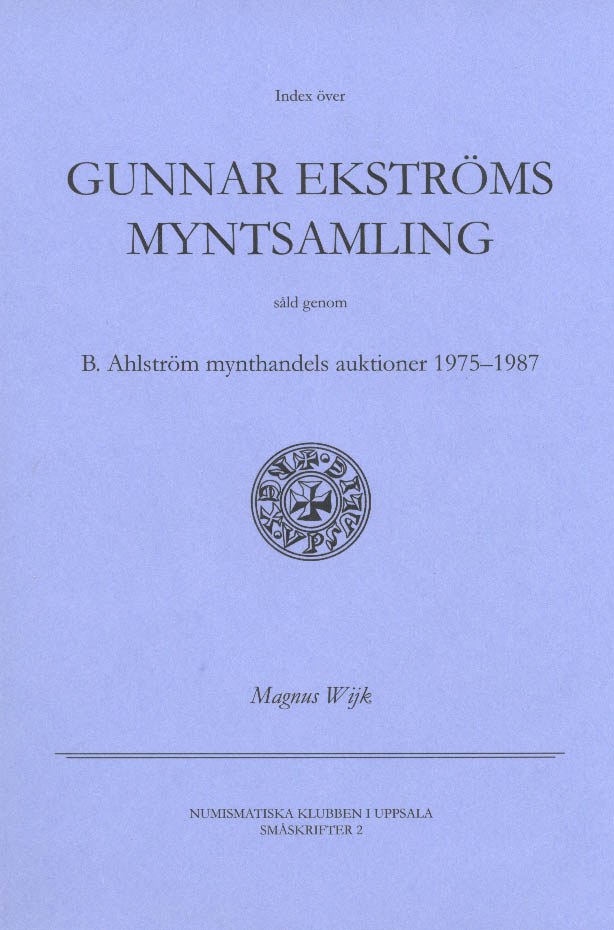 Index över
GUNNAR EKSTRÖMS
MYNTSAMLING
såld genom
B. Ahlström mynthandels auktioner 1975–1987
Magnus Wijk
NUMISMATISKA KLUBBEN I UPPSALA
SMÅSKRIFTER 2